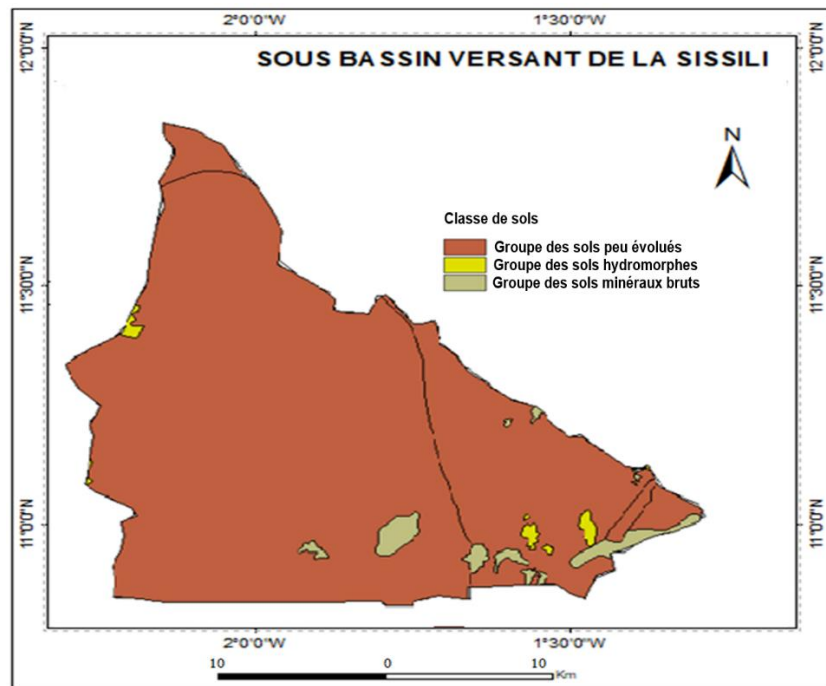 2°0'0"W 1°30'0"W
12°0'0"N 12°0'0"N
SOUS BASSIN VERSANT DE LA SISSILI
N
Classe de sols
Groupe des sols peu évolués
Groupe des sols hydromorphes
Groupe des sols minéraux bruts
11°30'0"N 11°30'0"N
11°0'0"N 11°0'0"N
2°0'0"W 1°30'0"W
10 0 10
Km